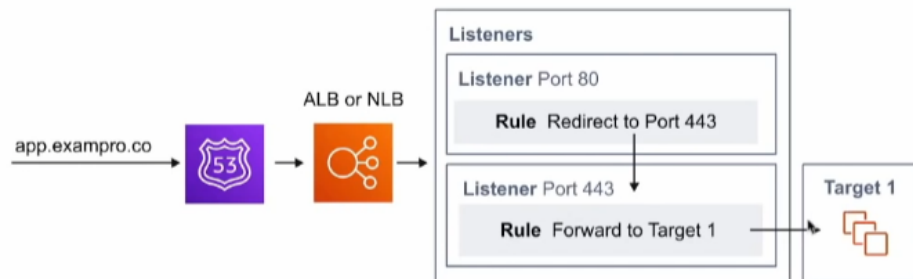 app.exampro.co
53
ALB or NLB
Listeners
Listener Port 80
Rule Redirect to Port 443
Listener Port 443
Rule Forward to Target 1
Target 1